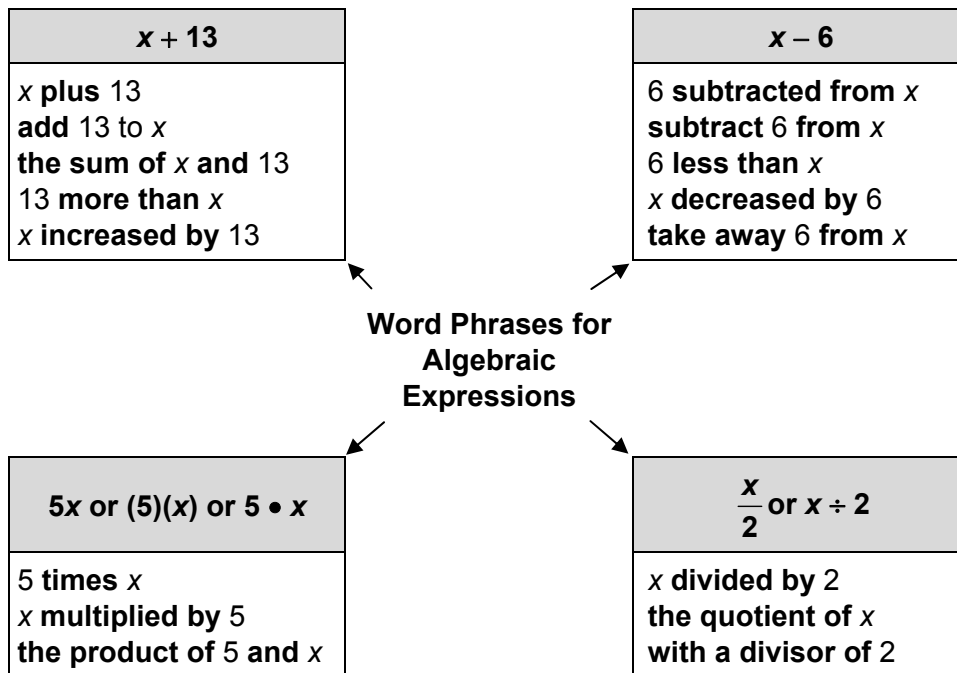 x + 13
x plus 13
add 13 to x
the sum of x and 13
13 more than x
x increased by 13
x – 6
6 subtracted from x
subtract 6 from x
6 less than x
x decreased by 6
take away 6 from x
Word Phrases for
Algebraic
Expressions
5x or (5)(x) or 5 • x
5 times x
x multiplied by 5
the product of 5 and x
x/2 or x ÷ 2
x divided by 2
the quotient of x
with a divisor of 2